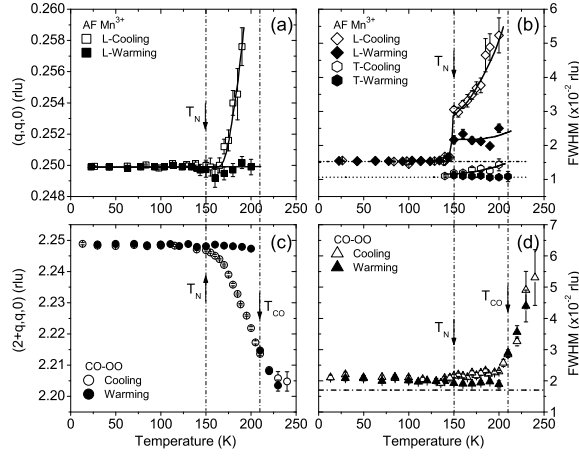 (a)
AF Mn3+
L-Cooling
L-Warming
TN
(q,q,0) (rlu)
0.260
0.258
0.256
0.254
0.252
0.250
0.248
0 50 100 150 200 250
(b)
AF Mn3+
L-Cooling
L-Warming
T-Cooling
T-Warming
TN
FWHM (x10-2 rlu)
6
5
4
3
2
1
0 50 100 150 200 250
(c)
TN
TCO
CO-OO
Cooling
Warming
(2+q,q,0) (rlu)
2.25
2.24
2.23
2.22
2.21
2.20
0 50 100 150 200 250
Temperature (K)
(d)
CO-OO
Cooling
Warming
TN
TCO
FWHM (x10-2 rlu)
7
6
5
4
3
2
1
0 50 100 150 200 250
Temperature (K)